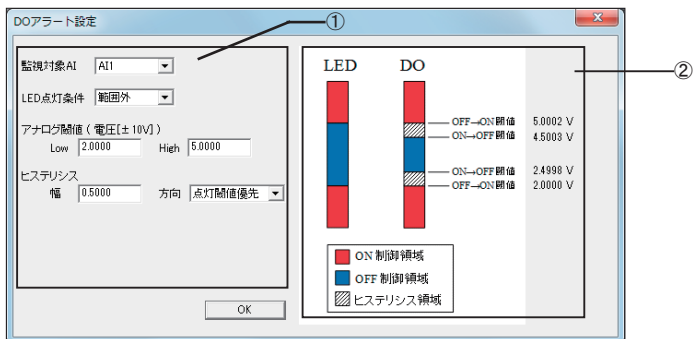 DOアラート設定
①
監視対象AI AI1
LED点灯条件 範囲外
アナログ閾値 ( 電圧[± 10V] )
Low 2.0000 High 5.0000
ヒステリシス
幅 0.5000 方向 点灯閾値優先
OK
②
LED DO
OFF→ON閾値 5.0002 V
ON→OFF閾値 4.5003 V
ON→OFF閾値 2.4998 V
OFF→ON閾値 2.0000 V
ON 制御領域
OFF 制御領域
ヒステリシス領域